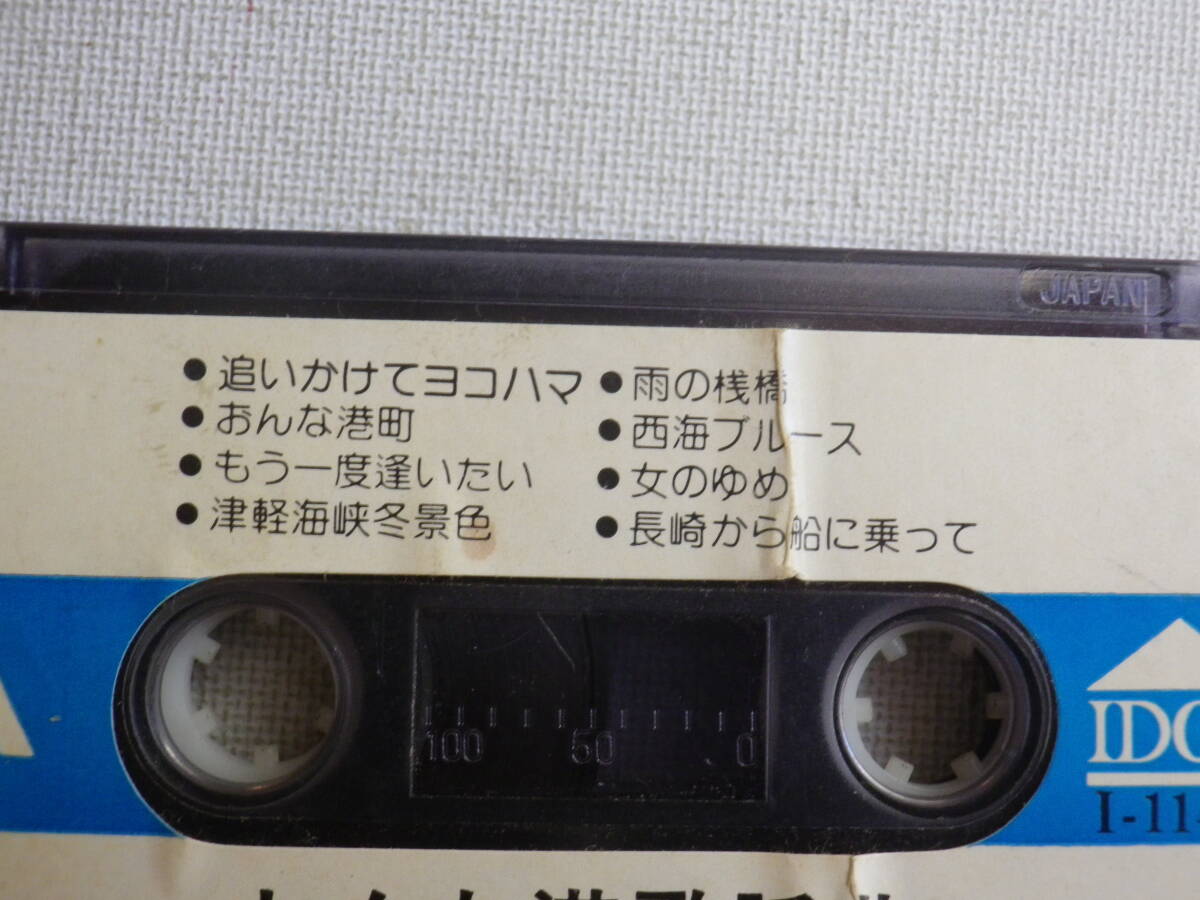 JAPAN
● 追いかけてヨコハマ
● おんな港町
● もう一度逢いたい
● 津軽海峡冬景色
● 雨の桟橋
● 西海ブルース
● 女のゆめ
● 長崎から船に乗って
100 50 0